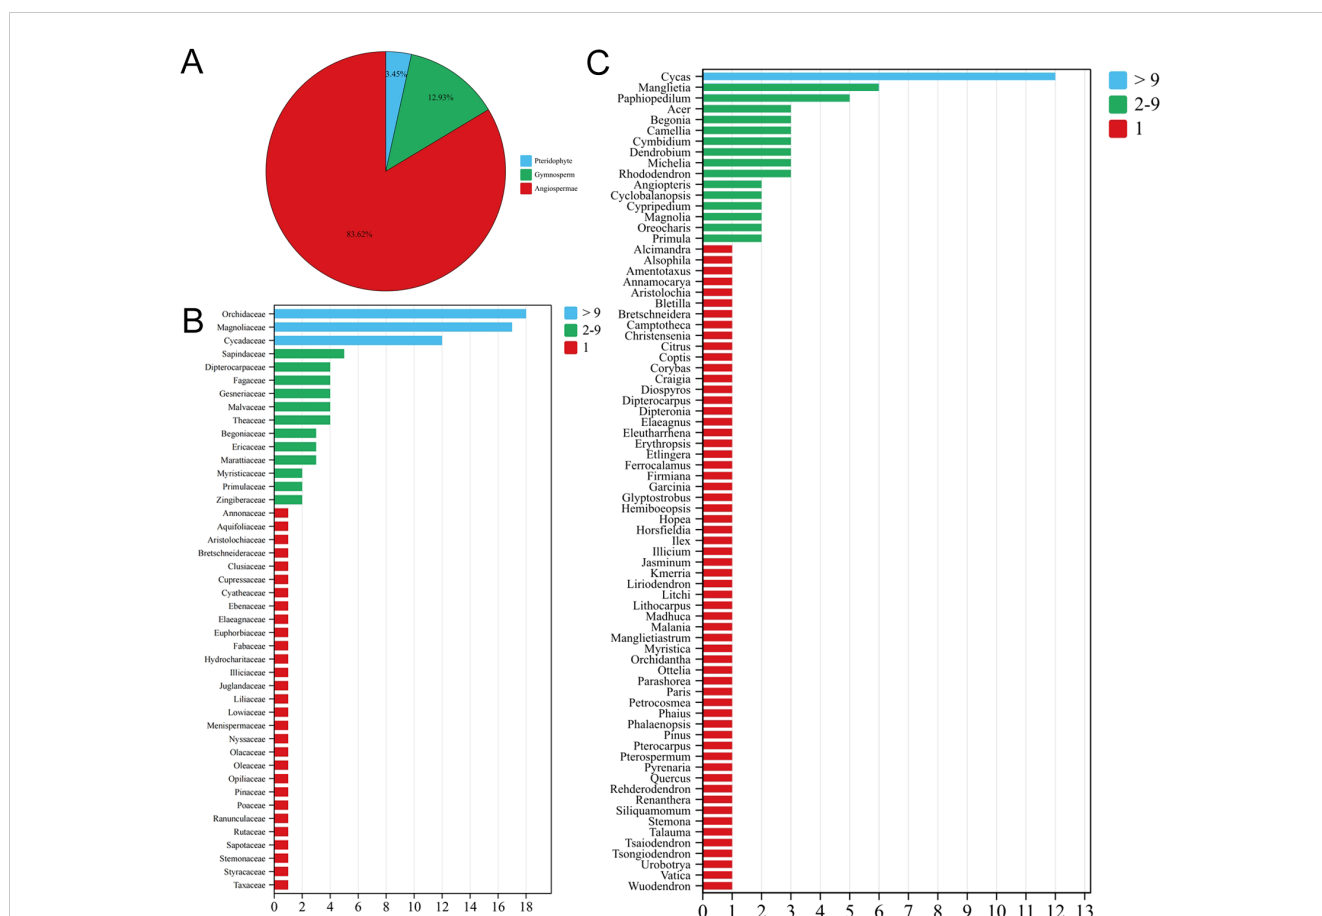 A
3.45%
12.93%
83.62%
Pteridophyte
Gymnosperm
Angiospermae
B
Orchidaceae
Magnoliaceae
Cycadaceae
Sapindaceae
Dipterocarpaceae
Fagaceae
Gesneriaceae
Malvaceae
Theaceae
Begoniaceae
Ericaceae
Marattiaceae
Myristicaceae
Primulaceae
Zingiberaceae
Annonaceae
Aquifoliaceae
Aristolochiaceae
Bretschneideraceae
Clusiaceae
Cupressaceae
Cyatheaceae
Ebenaceae
Elaeagnaceae
Euphorbiaceae
Fabaceae
Hydrocharitaceae
Illiciaceae
Juglandaceae
Liliaceae
Lowiaceae
Menispermaceae
Nyssaceae
Olacaceae
Oleaceae
Opiliaceae
Pinaceae
Poaceae
Ranunculaceae
Rutaceae
Sapotaceae
Stemonaceae
Styracaceae
Taxaceae
0 2 4 6 8 10 12 14 16 18
> 9
2-9
1
C
Cycas
Manglietia
Paphiopedilum
Acer
Begonia
Camellia
Cymbidium
Dendrobium
Michelia
Rhododendron
Angiopteris
Cyclobalanopsis
Cypripedium
Magnolia
Oreocharis
Primula
Alcimandra
Alsophila
Amentotaxus
Annamocarya
Aristolochia
Bletilla
Bretschneidera
Camptotheca
Christensenia
Citrus
Coptis
Corybas
Craigia
Diospyros
Dipterocarpus
Dipteronia
Elaeagnus
Eleutharrhena
Erythropsis
Etlingera
Ferrocalamus
Firmiana
Garcinia
Glyptostrobus
Hemiboeopsis
Hopea
Horsfieldia
Ilex
Illicium
Jasminum
Kmerria
Liriodendron
Litchi
Lithocarpus
Madhuca
Malania
Manglietiastrum
Myristica
Orchidantha
Ottelia
Parashorea
Paris
Petrocosmea
Phaius
Phalaenopsis
Pinus
Pterocarpus
Pterospermum
Pyrenaria
Quercus
Rehderodendron
Renanthera
Siliquamomum
Stemona
Talauma
Tsaiodendron
Tsongiodendron
Urobotrya
Vatica
Wuodendron
0 1 2 3 4 5 6 7 8 9 10 11 12 13
> 9
2-9
1